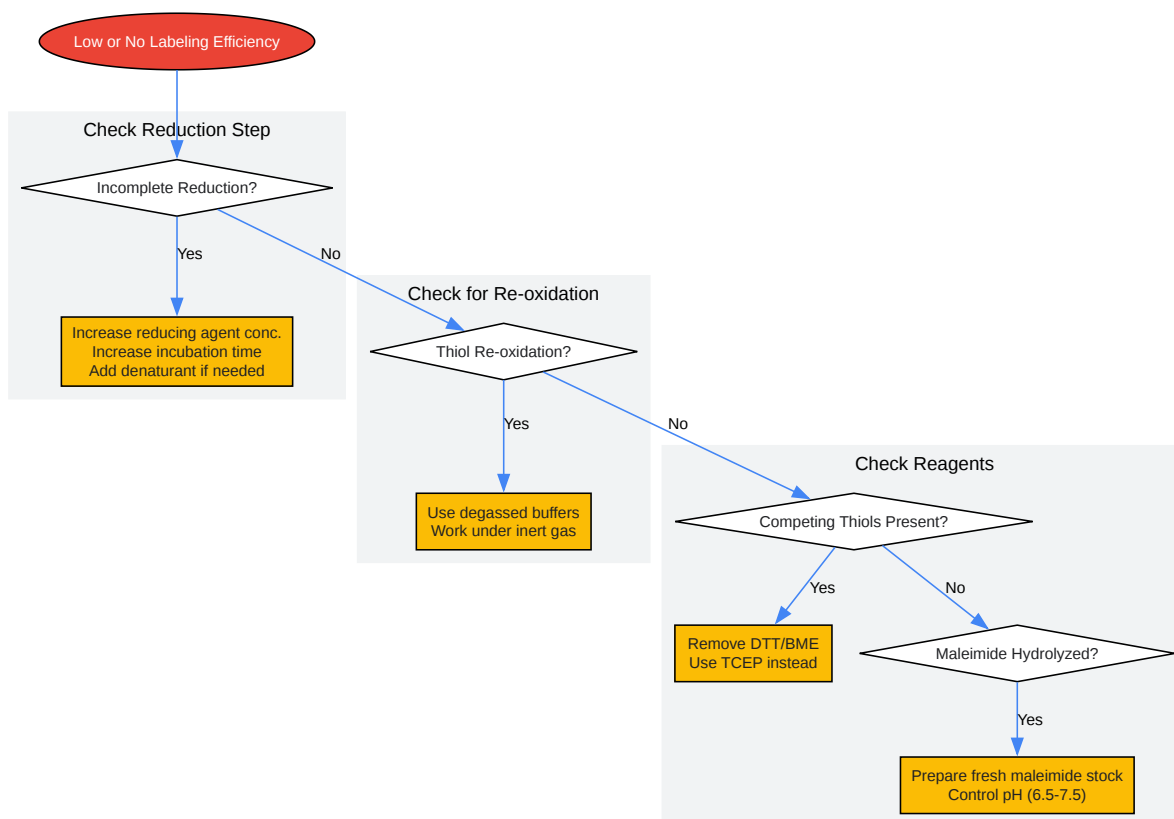 Low or No Labeling Efficiency
Check Reduction Step
Incomplete Reduction?
Yes
No
Increase reducing agent conc.
Increase incubation time
Add denaturant if needed
Check for Re-oxidation
Thiol Re-oxidation?
Yes
No
Use degassed buffers
Work under inert gas
Check Reagents
Competing Thiols Present?
Yes
No
Remove DTT/BME
Use TCEP instead
Maleimide Hydrolyzed?
Yes
Prepare fresh maleimide stock
Control pH (6.5-7.5)